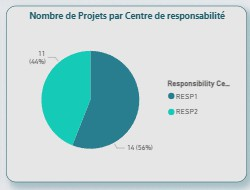 Nombre de Projets par Centre de responsabilité
11
(44%)
Responsibility Ce...
RESP1
RESP2
14 (56%)